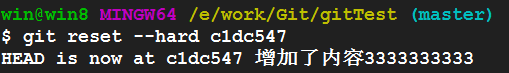 win@win8 MINGW64 /e/work/Git/gitTest (master)
$ git reset --hard c1dc547
HEAD is now at c1dc547 增加了内容3333333333